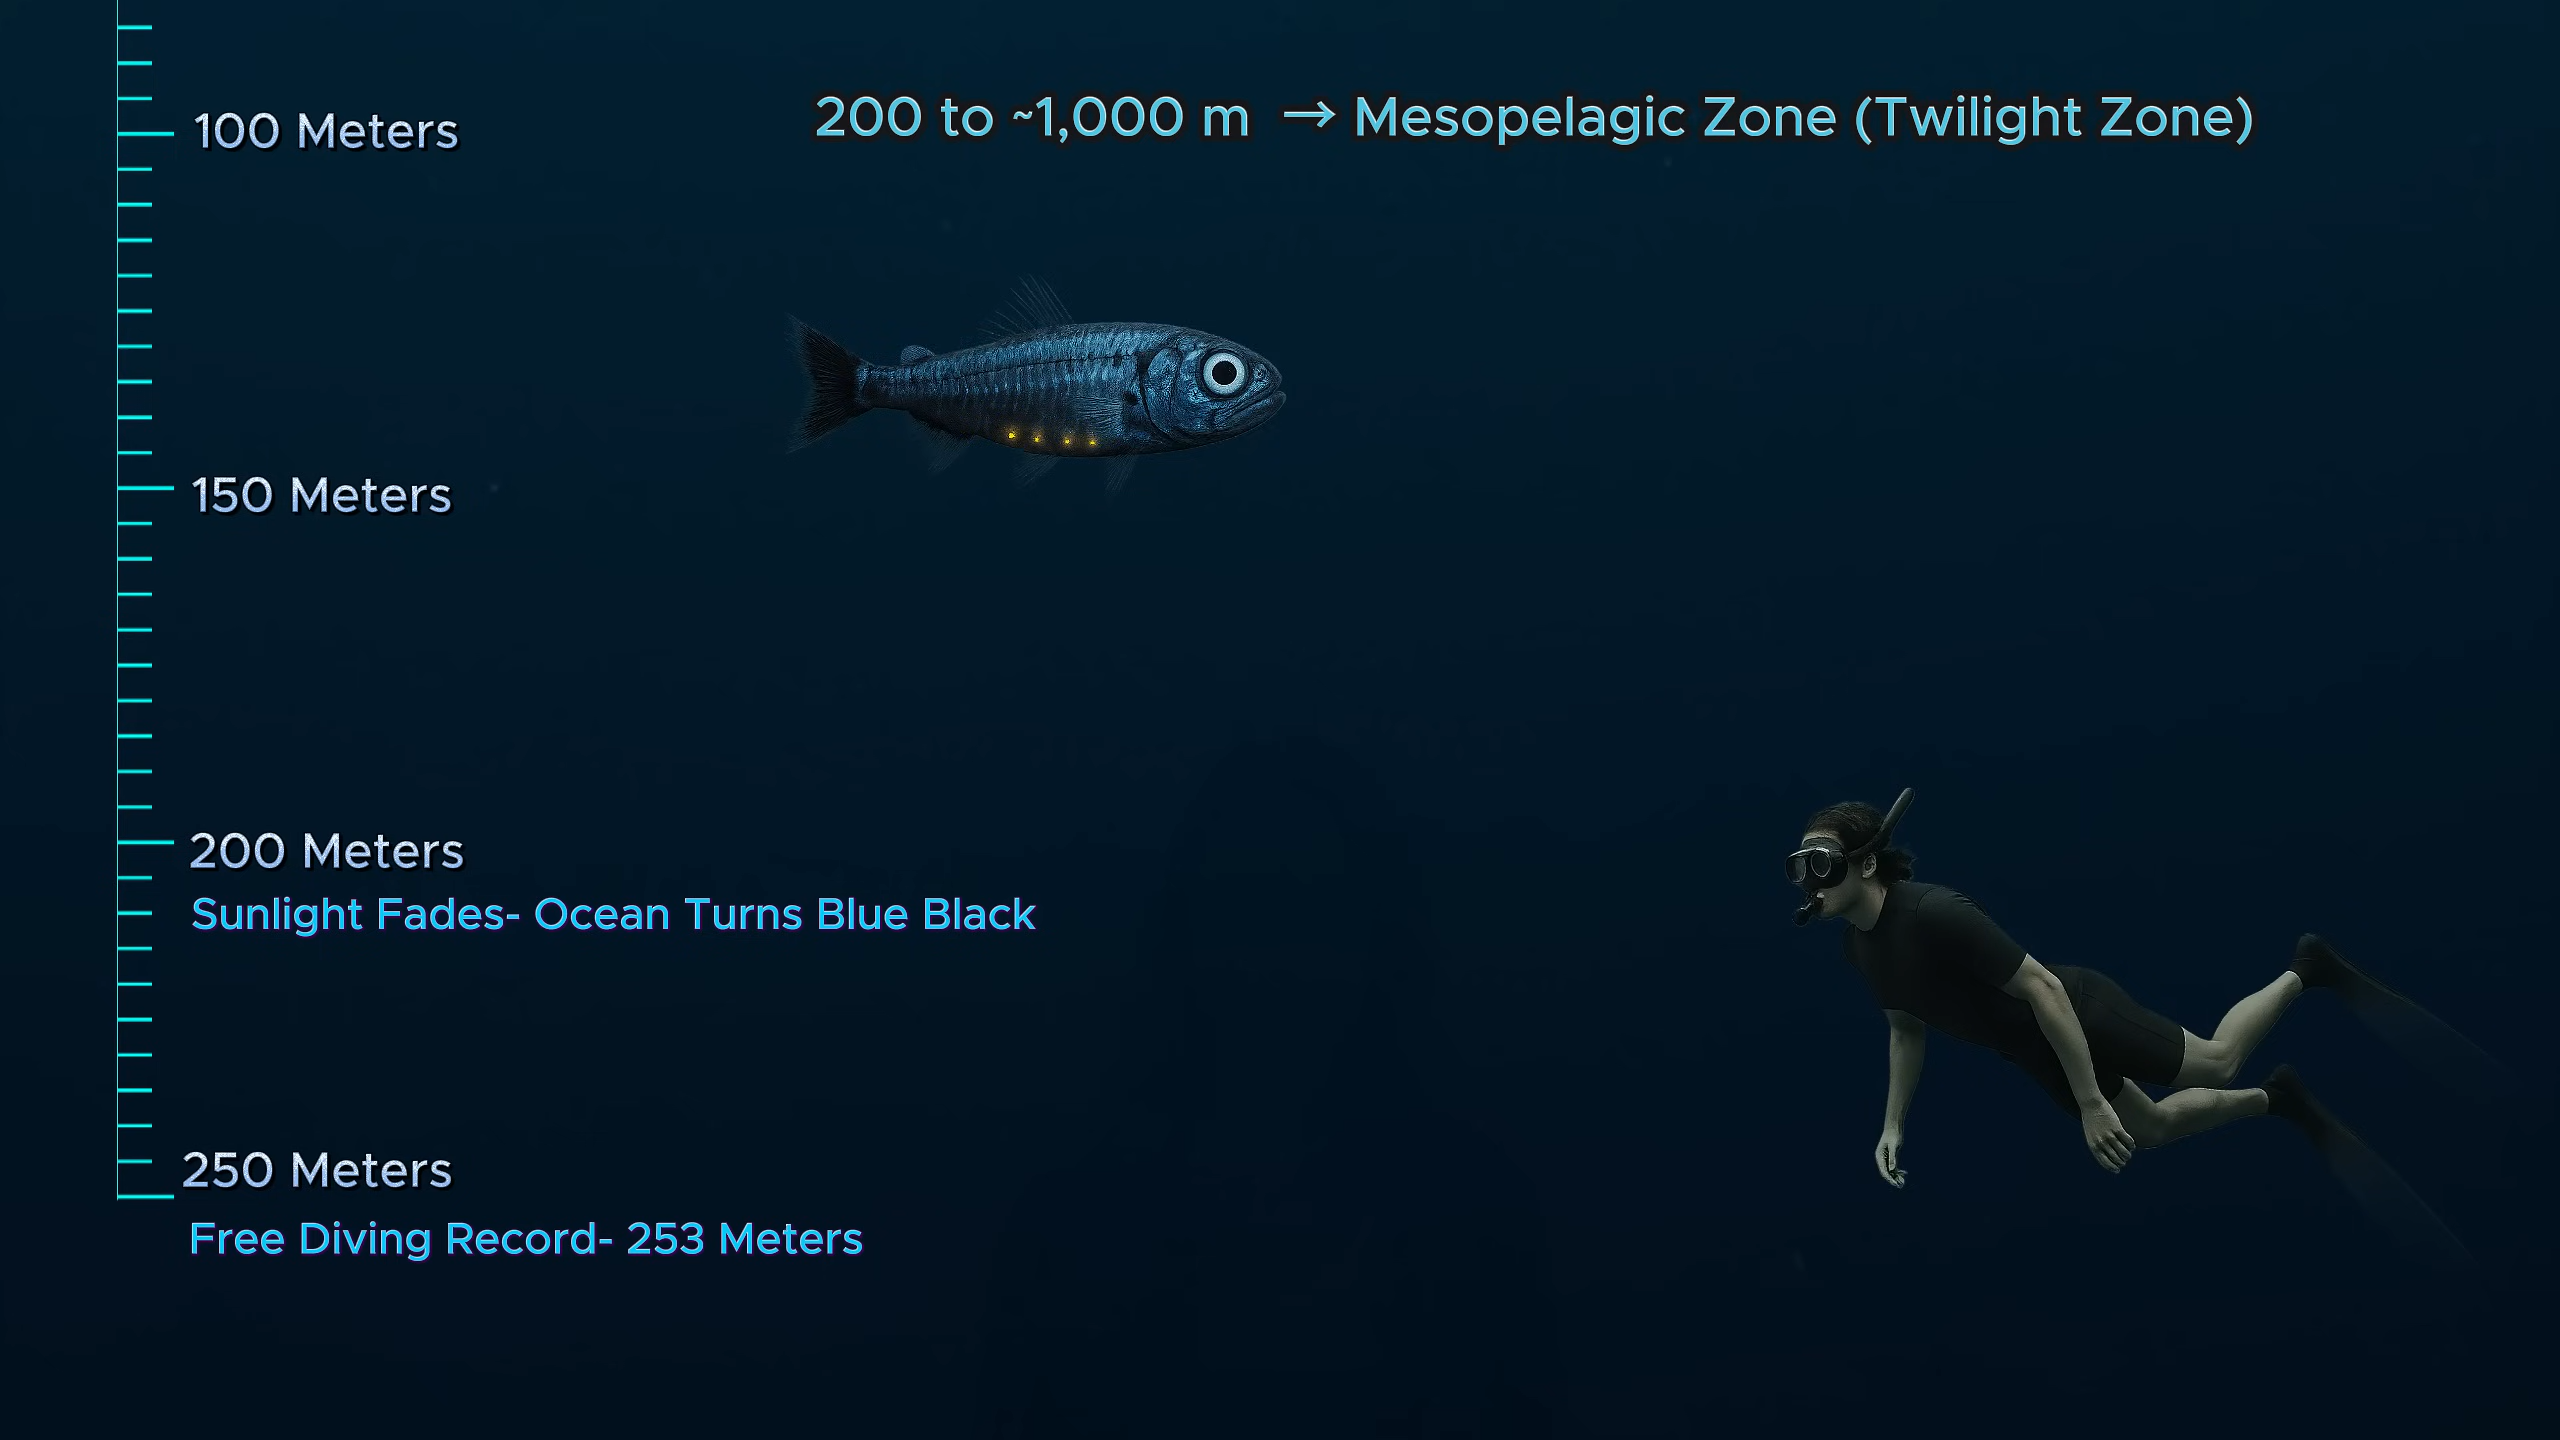 100 Meters
200 to ~1,000 m → Mesopelagic Zone (Twilight Zone)
150 Meters
200 Meters
Sunlight Fades- Ocean Turns Blue Black
250 Meters
Free Diving Record- 253 Meters